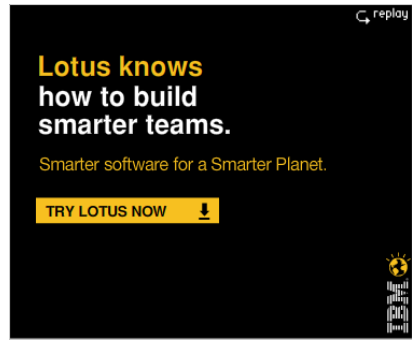 replay
Lotus knows
how to build
smarter teams.
Smarter software for a Smarter Planet.
TRY LOTUS NOW
IBM